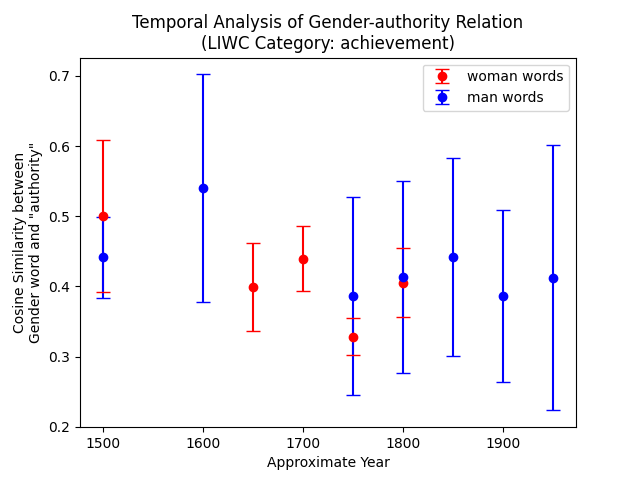 Temporal Analysis of Gender-authority Relation
(LIWC Category: achievement)
woman words
man words
Cosine Similarity between
Gender word and "authority"
0.7
0.6
0.5
0.4
0.3
0.2
1500
1600
1700
1800
1900
Approximate Year